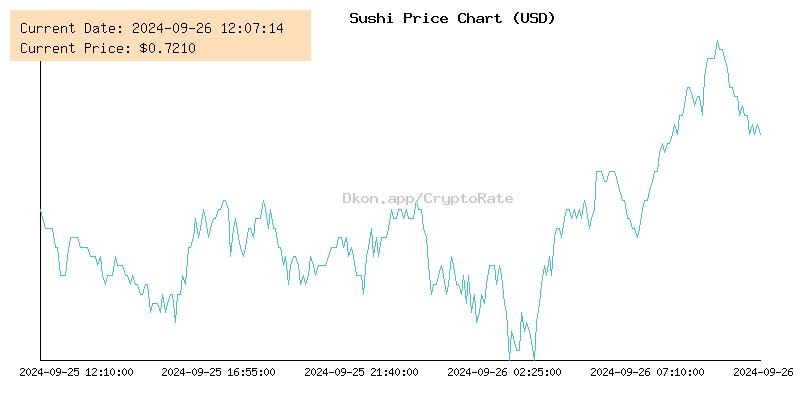 Sushi Price Chart (USD)
Current Date: 2024-09-26 12:07:14
Current Price: $0.7210
Dkon.app/CryptoRate
2024-09-25 12:10:00 2024-09-25 16:55:00 2024-09-25 21:40:00 2024-09-26 02:25:00 2024-09-26 07:10:00 2024-09-26